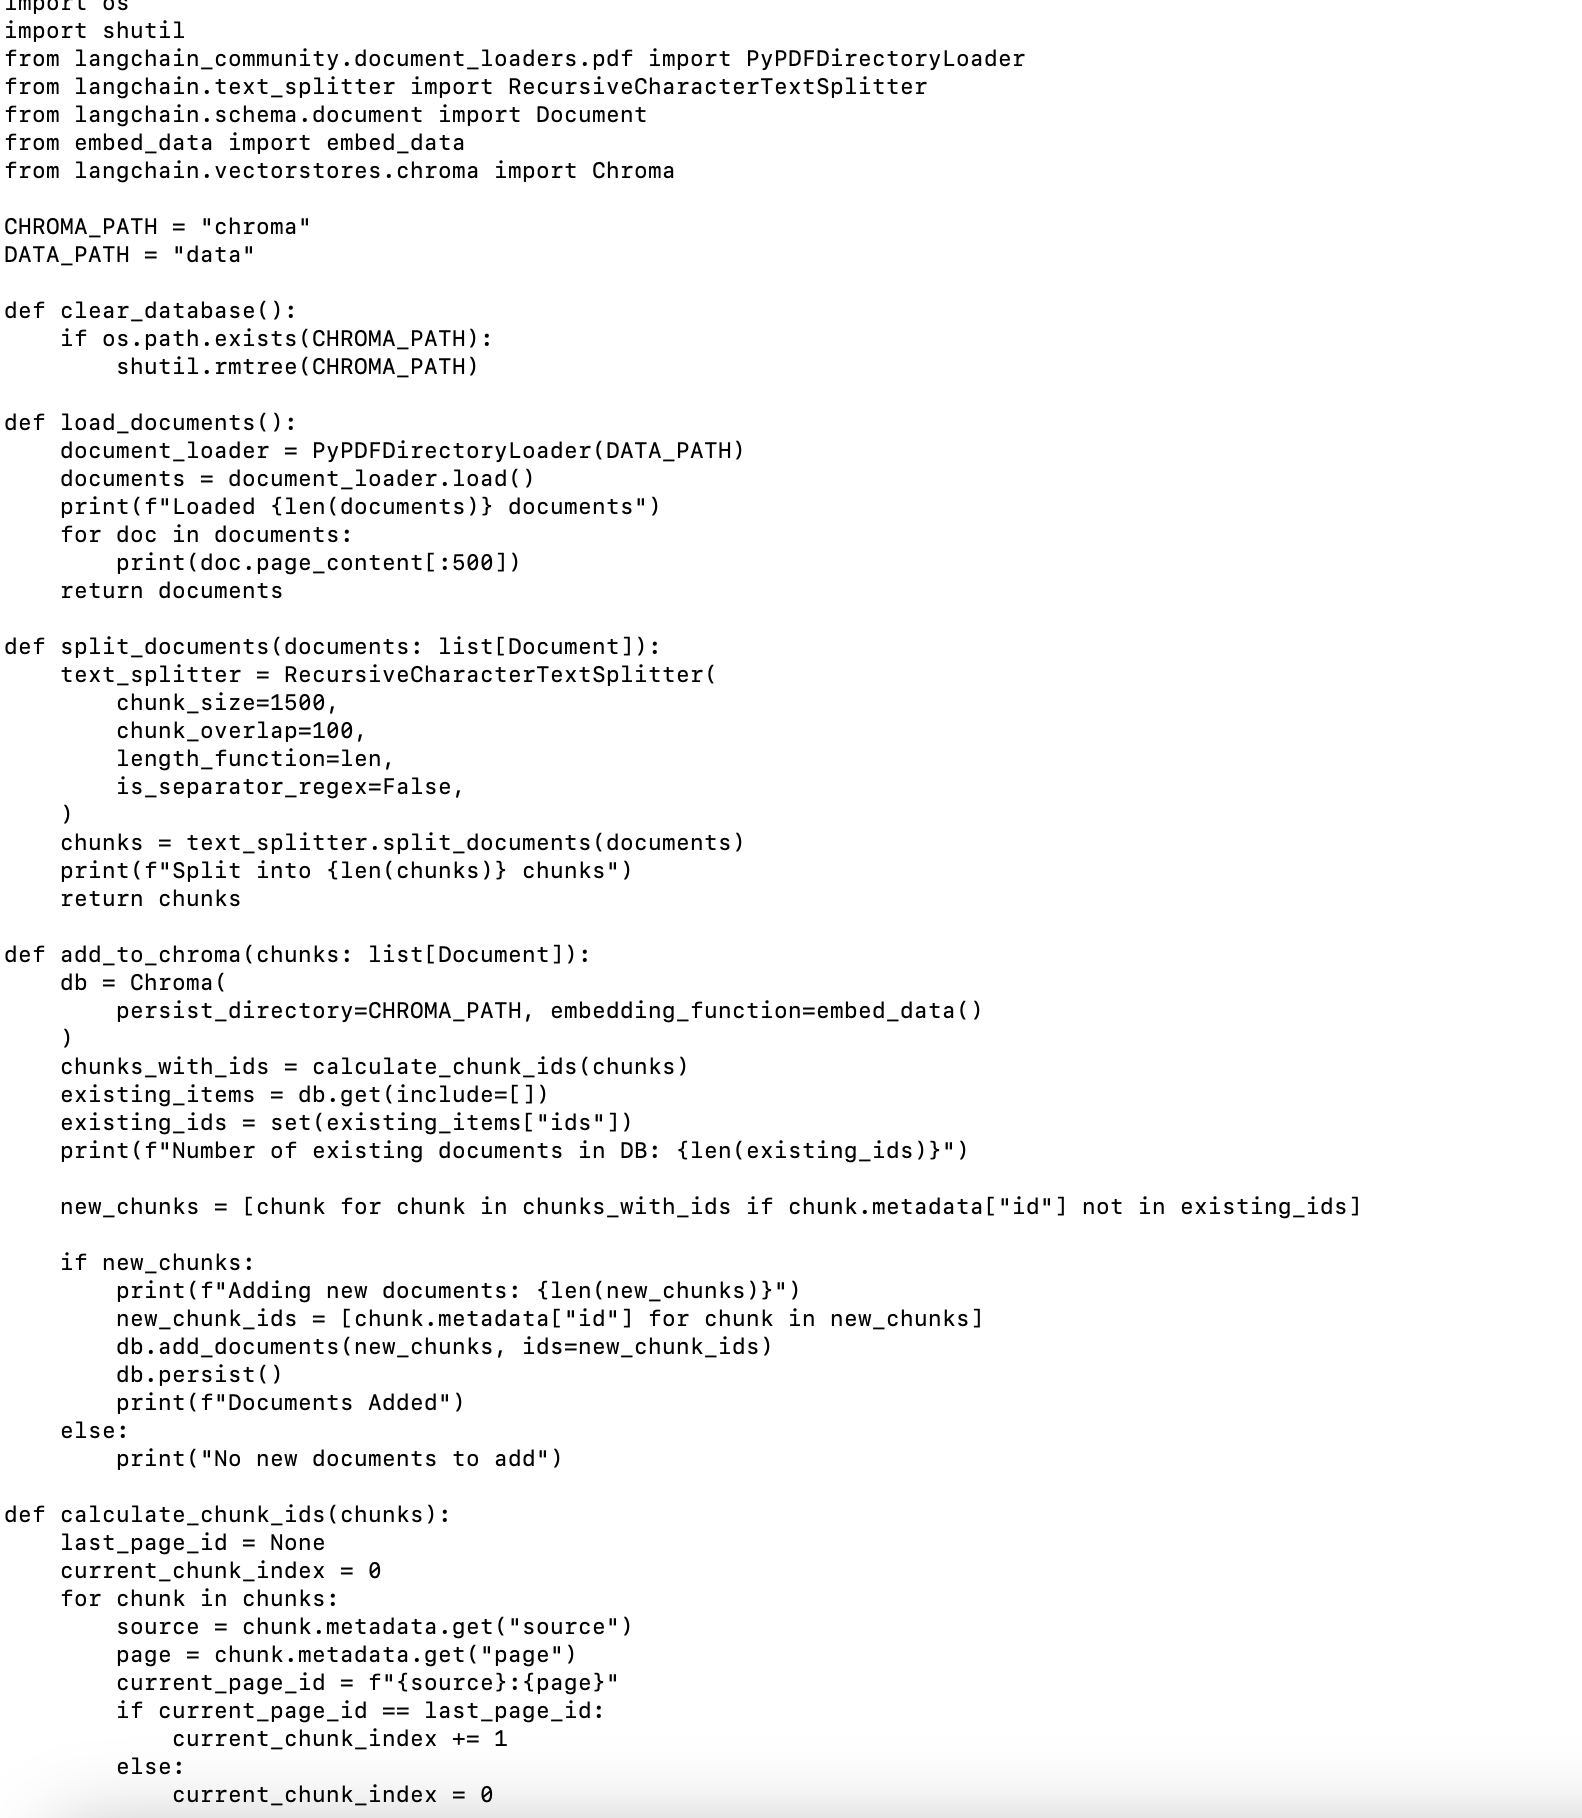 import os
import shutil
from langchain_community.document_loaders.pdf import PyPDFDirectoryLoader
from langchain.text_splitter import RecursiveCharacterTextSplitter
from langchain.schema.document import Document
from embed_data import embed_data
from langchain.vectorstores.chroma import Chroma

CHROMA_PATH = "chroma"
DATA_PATH = "data"

def clear_database():
    if os.path.exists(CHROMA_PATH):
        shutil.rmtree(CHROMA_PATH)

def load_documents():
    document_loader = PyPDFDirectoryLoader(DATA_PATH)
    documents = document_loader.load()
    print(f"Loaded {len(documents)} documents")
    for doc in documents:
        print(doc.page_content[:500])
    return documents

def split_documents(documents: list[Document]):
    text_splitter = RecursiveCharacterTextSplitter(
        chunk_size=1500,
        chunk_overlap=100,
        length_function=len,
        is_separator_regex=False,
    )
    chunks = text_splitter.split_documents(documents)
    print(f"Split into {len(chunks)} chunks")
    return chunks

def add_to_chroma(chunks: list[Document]):
    db = Chroma(
        persist_directory=CHROMA_PATH, embedding_function=embed_data()
    )
    chunks_with_ids = calculate_chunk_ids(chunks)
    existing_items = db.get(include=[])
    existing_ids = set(existing_items["ids"])
    print(f"Number of existing documents in DB: {len(existing_ids)}")

    new_chunks = [chunk for chunk in chunks_with_ids if chunk.metadata["id"] not in existing_ids]

    if new_chunks:
        print(f"Adding new documents: {len(new_chunks)}")
        new_chunk_ids = [chunk.metadata["id"] for chunk in new_chunks]
        db.add_documents(new_chunks, ids=new_chunk_ids)
        db.persist()
        print(f"Documents Added")
    else:
        print("No new documents to add")

def calculate_chunk_ids(chunks):
    last_page_id = None
    current_chunk_index = 0
    for chunk in chunks:
        source = chunk.metadata.get("source")
        page = chunk.metadata.get("page")
        current_page_id = f"{source}:{page}"
        if current_page_id == last_page_id:
            current_chunk_index += 1
        else:
            current_chunk_index = 0